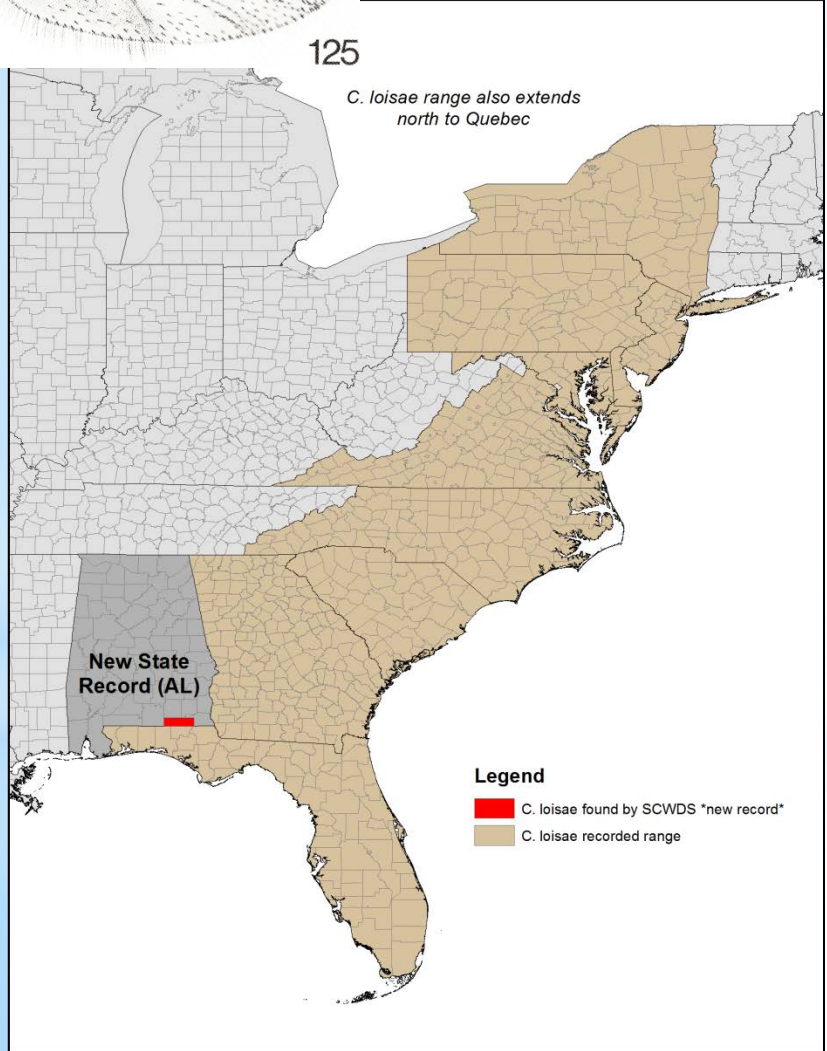 125
C. loisae range also extends
north to Quebec
New State
Record (AL)
Legend
C. loisae found by SCWDS *new record*
C. loisae recorded range